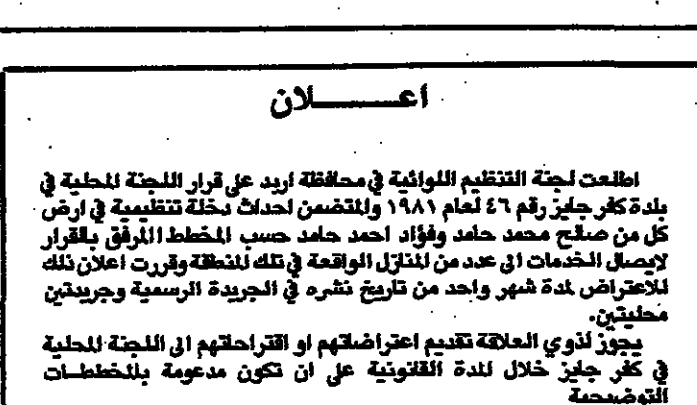 اعـــــــلان
اطلعت لجنة التنظيم اللوائية في محافظة اربد على قرار اللجنة المحلية في
بلدة كفر جايز رقم ٤٦ لعام ١٩٨١ والمتضمن احداث دخلة تنظيمية في ارض
كل من صالح محمد حامد وفؤاد احمد حامد حسب المخطط المرفق بالقرار
لايصال الخدمات الى عدد من المنازل الواقعة في تلك المنطقة وقررت اعلان ذلك
للاعتراض لمدة شهر واحد من تاريخ نشره في الجريدة الرسمية وجريدتين
محليتين.
يجوز لذوي العلاقة تقديم اعتراضاتهم او اقتراحاتهم الى اللجنة المحلية
في كفر جايز خلال المدة القانونية على ان تكون مدعومة بالمخططــات
التوضيحية